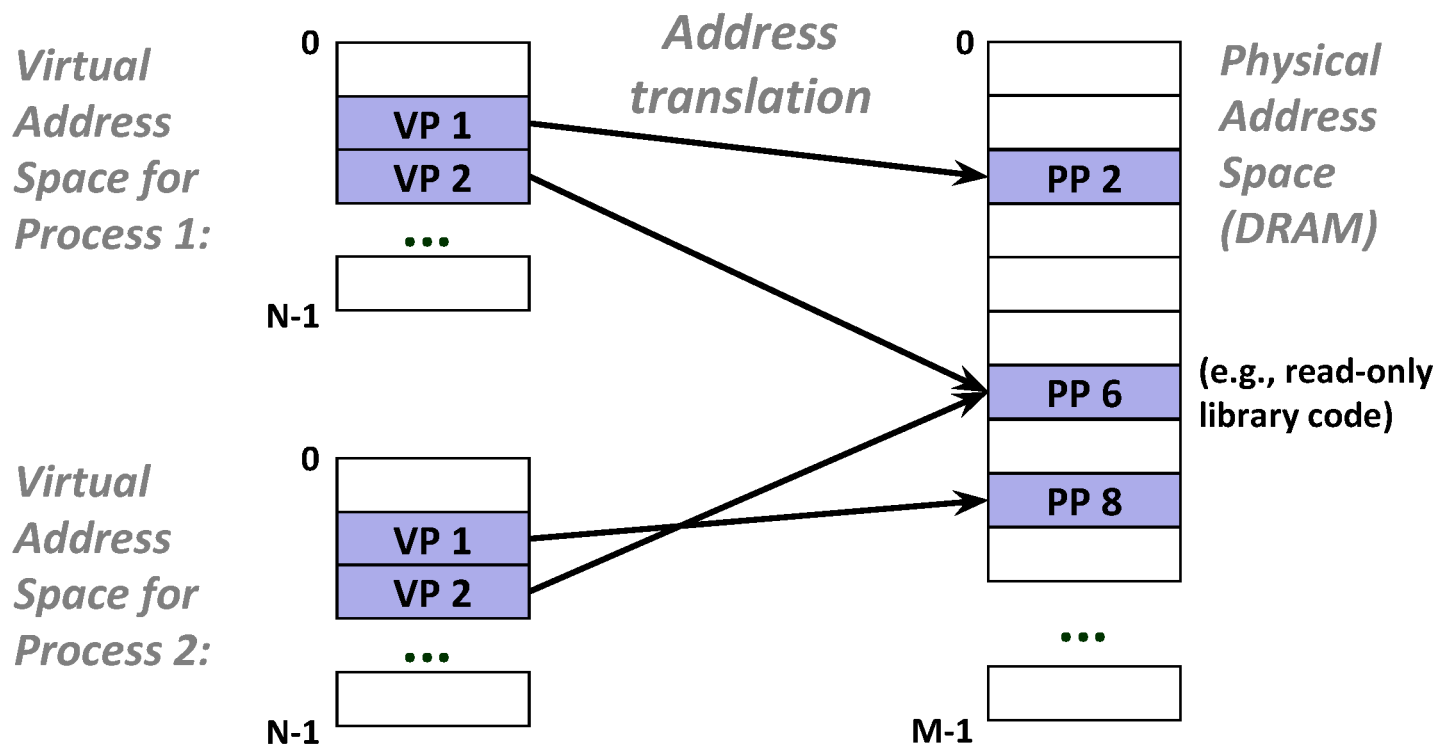 Virtual
Address
Space for
Process 1:
0
VP 1
VP 2
...
N-1
Address
translation
0
PP 2
PP 6
PP 8
...
M-1
Physical
Address
Space
(DRAM)
(e.g., read-only
library code)
Virtual
Address
Space for
Process 2:
0
VP 1
VP 2
...
N-1